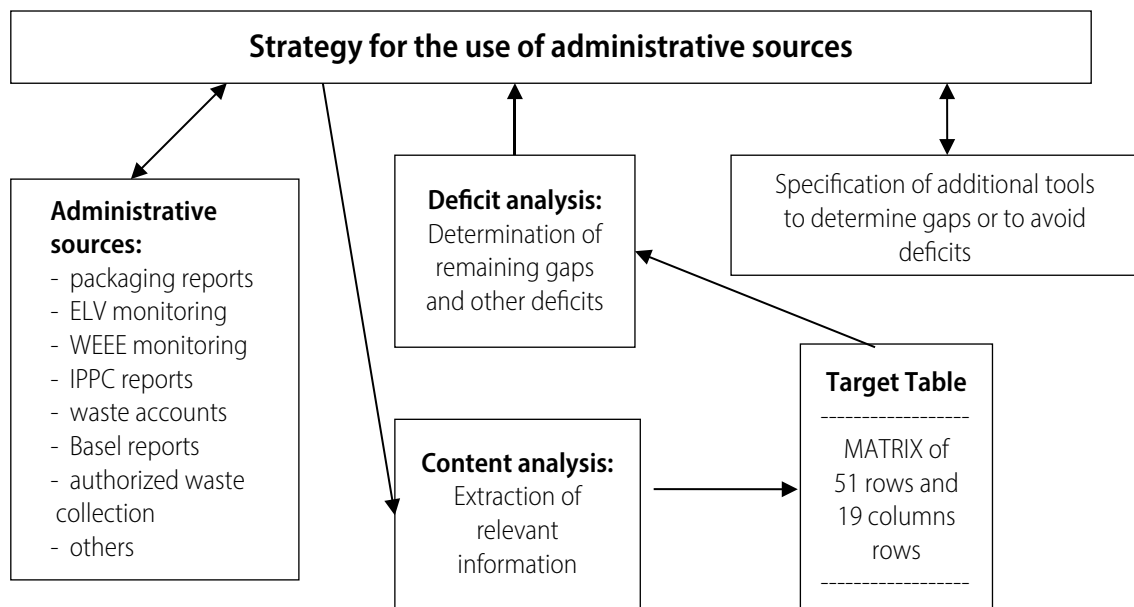 Strategy for the use of administrative sources
Administrative
sources:
- packaging reports
- ELV monitoring
- WEEE monitoring
- IPPC reports
- waste accounts
- Basel reports
- authorized waste
collection
- others
Deficit analysis:
Determination of
remaining gaps
and other deficits
Specification of additional tools
to determine gaps or to avoid
deficits
Content analysis:
Extraction of
relevant
information
Target Table
------------------
MATRIX of
51 rows and
19 columns
rows
------------------